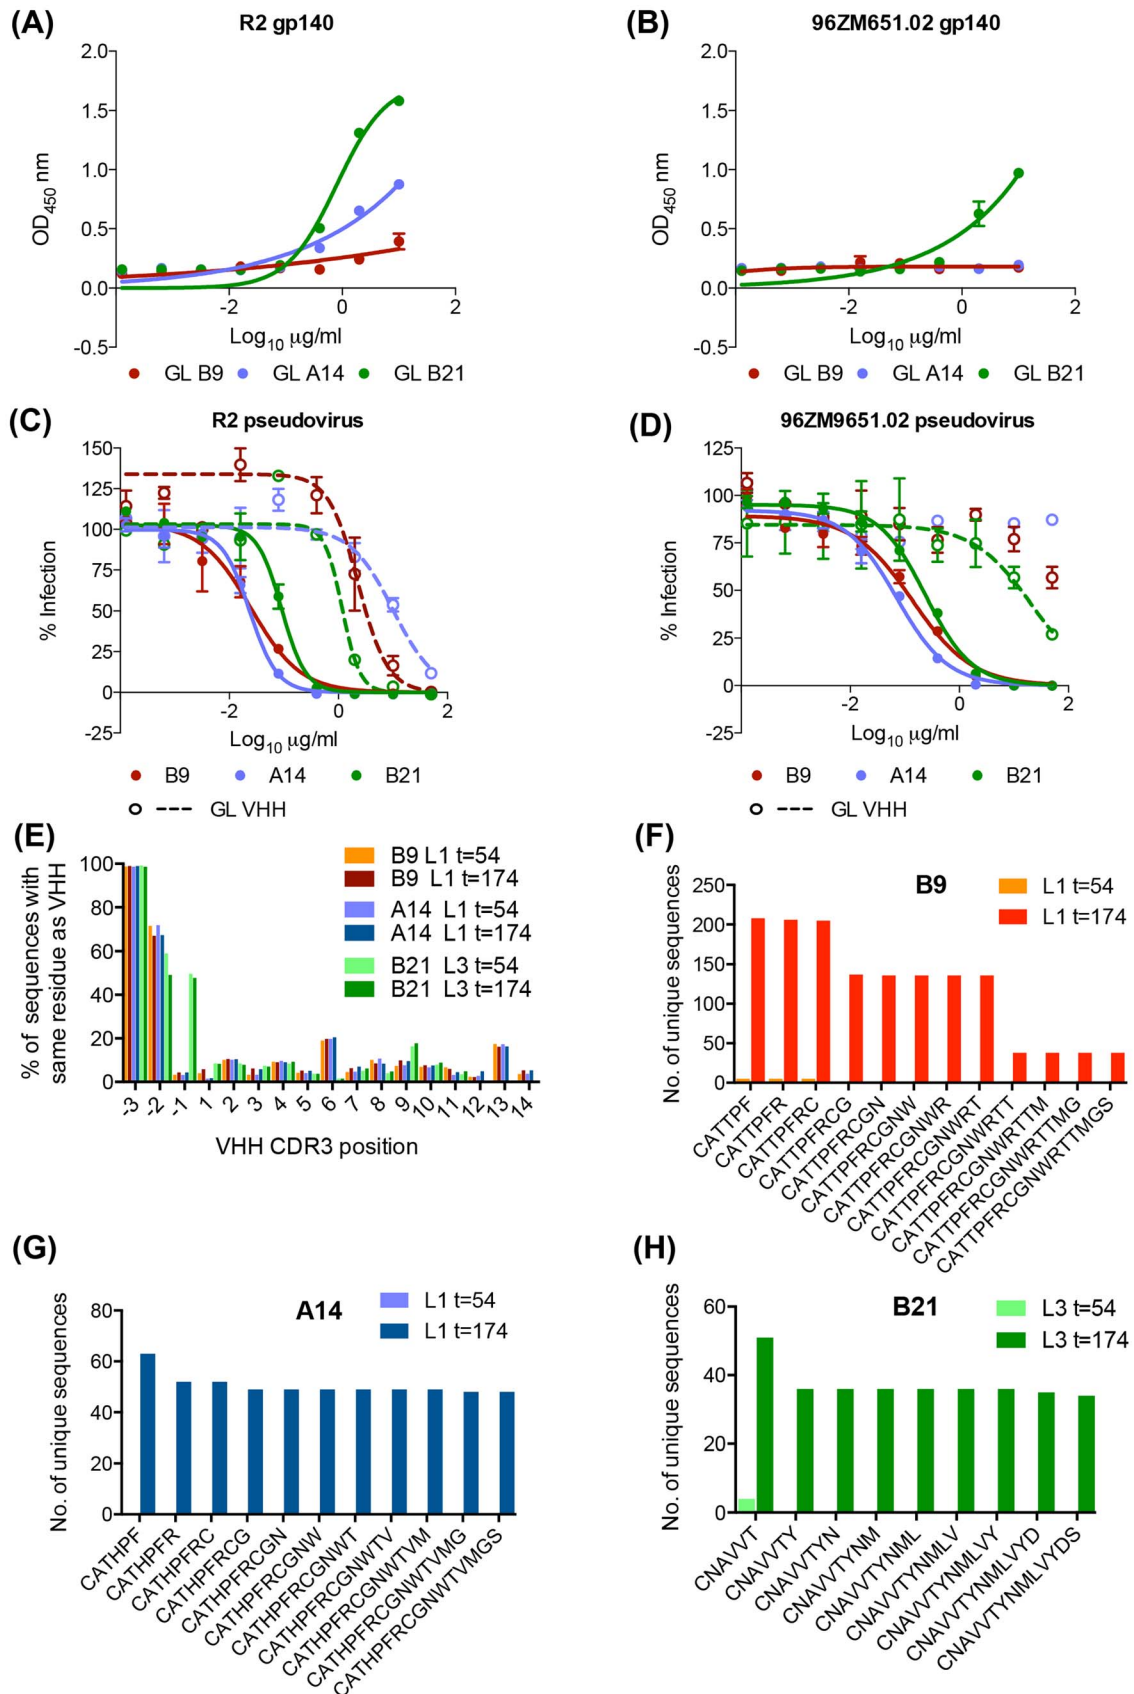 (A)
R2 gp140
2.0
1.5
1.0
0.5
0.0
-0.5
OD450 nm
-2 0 2
Log10 µg/ml
GL B9 GL A14 GL B21
(B)
96ZM651.02 gp140
2.0
1.5
1.0
0.5
0.0
-0.5
OD450 nm
-2 0 2
Log10 µg/ml
GL B9 GL A14 GL B21
(C)
R2 pseudovirus
150
125
100
75
50
25
0
-25
% Infection
-2 0 2
Log10 µg/ml
B9 A14 B21
GL VHH
(D)
96ZM9651.02 pseudovirus
125
100
75
50
25
0
-25
% Infection
-2 0 2
Log10 µg/ml
B9 A14 B21
GL VHH
(E)
% of sequences with
same residue as VHH
100
80
60
40
20
0
B9 L1 t=54
B9 L1 t=174
A14 L1 t=54
A14 L1 t=174
B21 L3 t=54
B21 L3 t=174
-3 -2 -1 1 2 3 4 5 6 7 8 9 10 11 12 13 14
VHH CDR3 position
(F)
B9
L1 t=54
L1 t=174
No. of unique sequences
250
200
150
100
50
0
CATTPF
CATTPFR
CATTPFRC
CATTPFRCG
CATTPFRCGN
CATTPFRCGNW
CATTPFRCGNWR
CATTPFRCGNWRT
CATTPFRCGNWRTT
CATTPFRCGNWRTTM
CATTPFRCGNWRTTMG
CATTPFRCGNWRTTMGS
(G)
A14
L1 t=54
L1 t=174
No. of unique sequences
80
60
40
20
0
CATHPF
CATHPFR
CATHPFRC
CATHPFRCG
CATHPFRCGN
CATHPFRCGNW
CATHPFRCGNWT
CATHPFRCGNWTV
CATHPFRCGNWTVM
CATHPFRCGNWTVMG
CATHPFRCGNWTVMGS
(H)
B21
L3 t=54
L3 t=174
No. of unique sequences
60
40
20
0
CNAVVT
CNAVVTY
CNAVVTYN
CNAVVTYNM
CNAVVTYNML
CNAVVTYNMLV
CNAVVTYNMLVY
CNAVVTYNMLVYD
CNAVVTYNMLVYDS